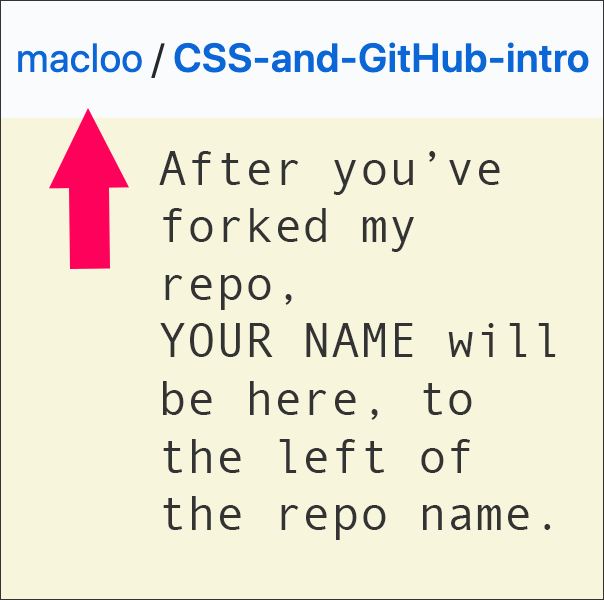 macloo / CSS-and-GitHub-intro
After you’ve
forked my
repo,
YOUR NAME will
be here, to
the left of
the repo name.